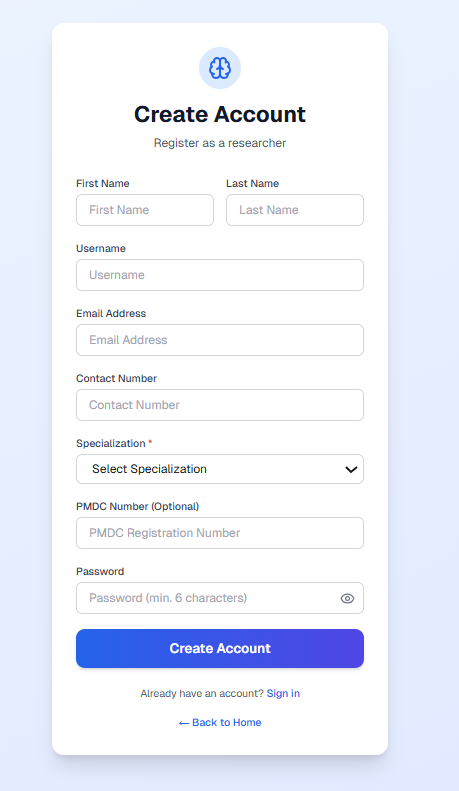 Create Account
Register as a researcher
First Name Last Name
First Name Last Name
Username
Username
Email Address
Email Address
Contact Number
Contact Number
Specialization *
Select Specialization
PMDC Number (Optional)
PMDC Registration Number
Password
Password (min. 6 characters)
Create Account
Already have an account? Sign in
← Back to Home